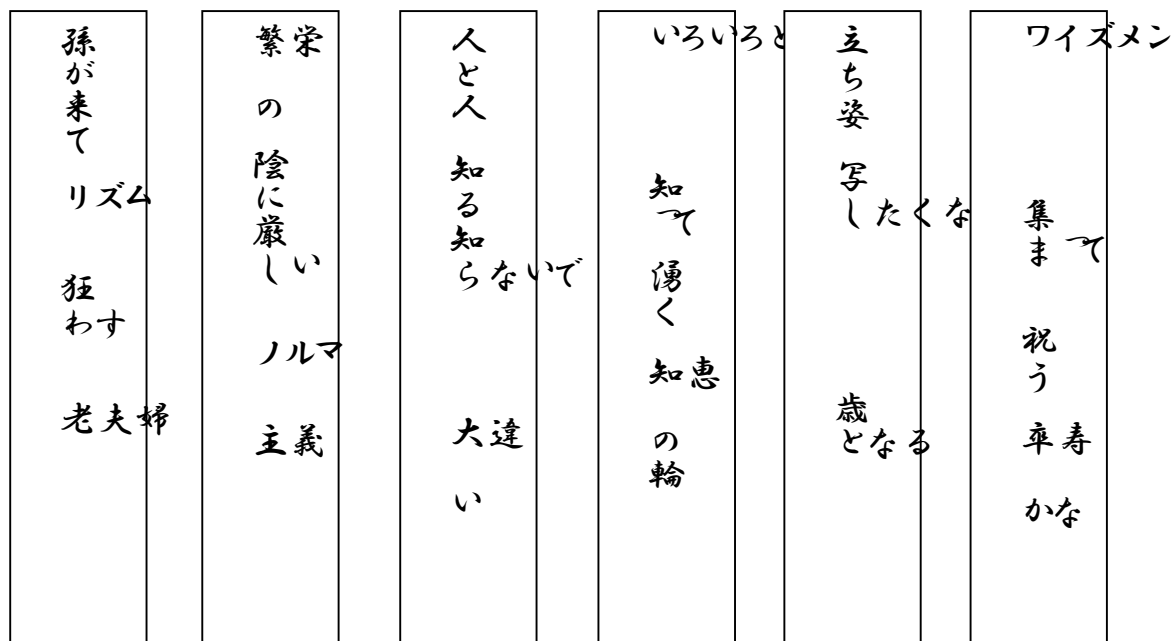 ワイズメン 集まって 祝う 卒寿 かな
立ち姿 写したくな 歳となる
いろいろと 知って 湧く 知恵 の輪
人と人 知る知らないで 大違い
繁栄 の 陰に厳しい ノルマ 主義
孫が来て リズム 狂わす 老夫婦